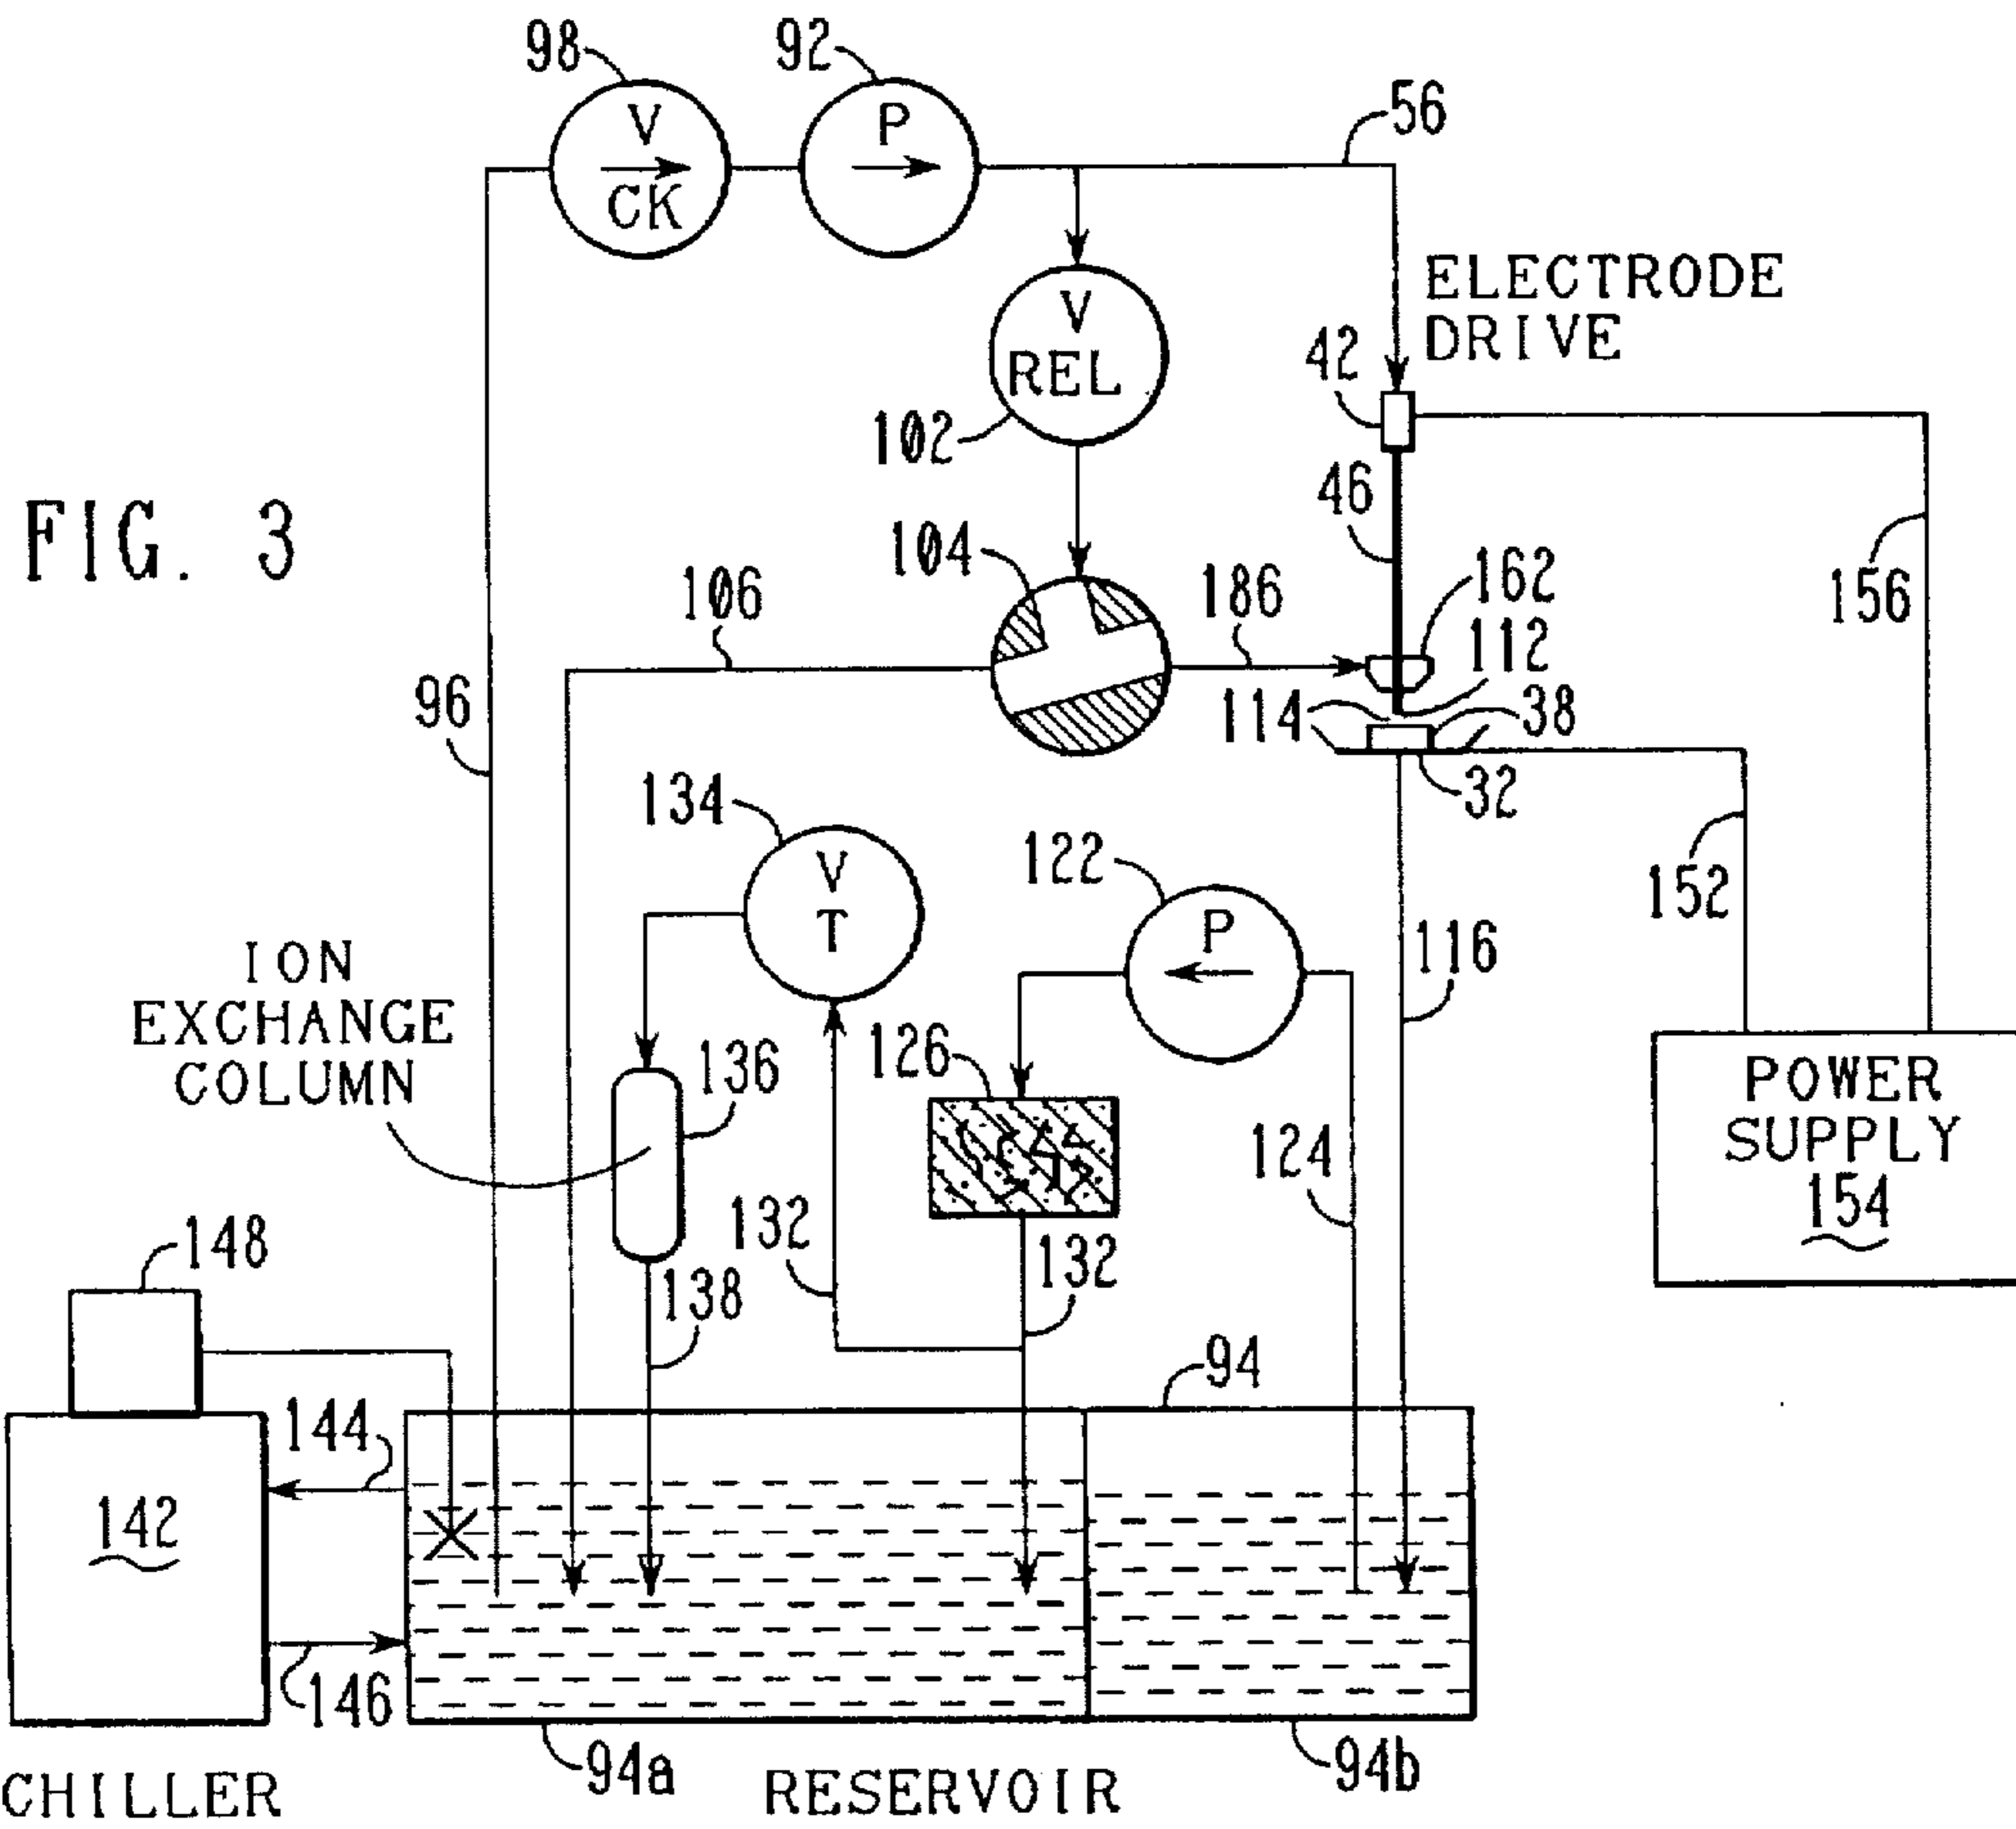 98
92
56
V
CK
P
ELECTRODE
DRIVE
V
REL
42
102
46
FIG. 3
104
162
106
186
112
156
96
114
38
32
134
122
V
T
P
152
116
ION
EXCHANGE
COLUMN
136
126
POWER
SUPPLY
154
124
132
132
148
138
94
144
142
146
94a
94b
CHILLER
RESERVOIR